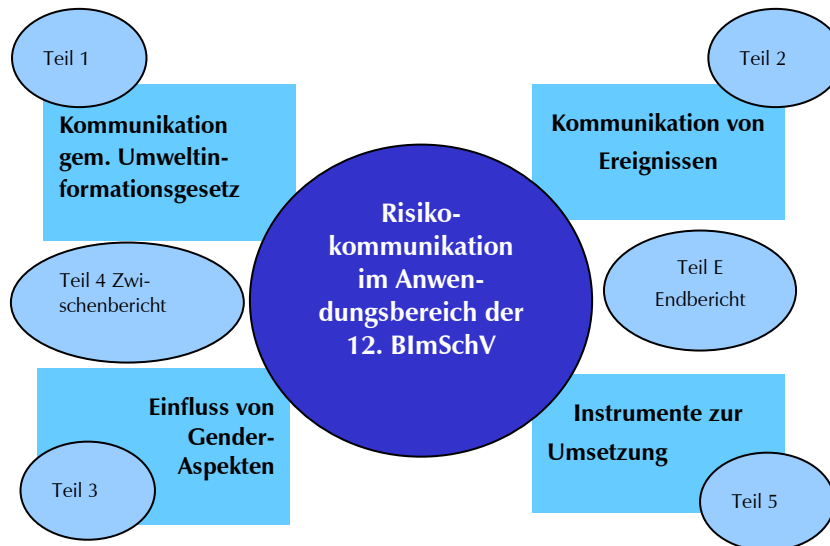 Teil 1
Kommunikation
gem. Umweltin-
formationsgesetz
Teil 2
Kommunikation von
Ereignissen
Risiko-
kommunikation
im Anwen-
dungsbereich der
12. BImSchV
Teil 4 Zwi-
schenbericht
Teil E
Endbericht
Einfluss von
Gender-
Aspekten
Teil 3
Instrumente zur
Umsetzung
Teil 5